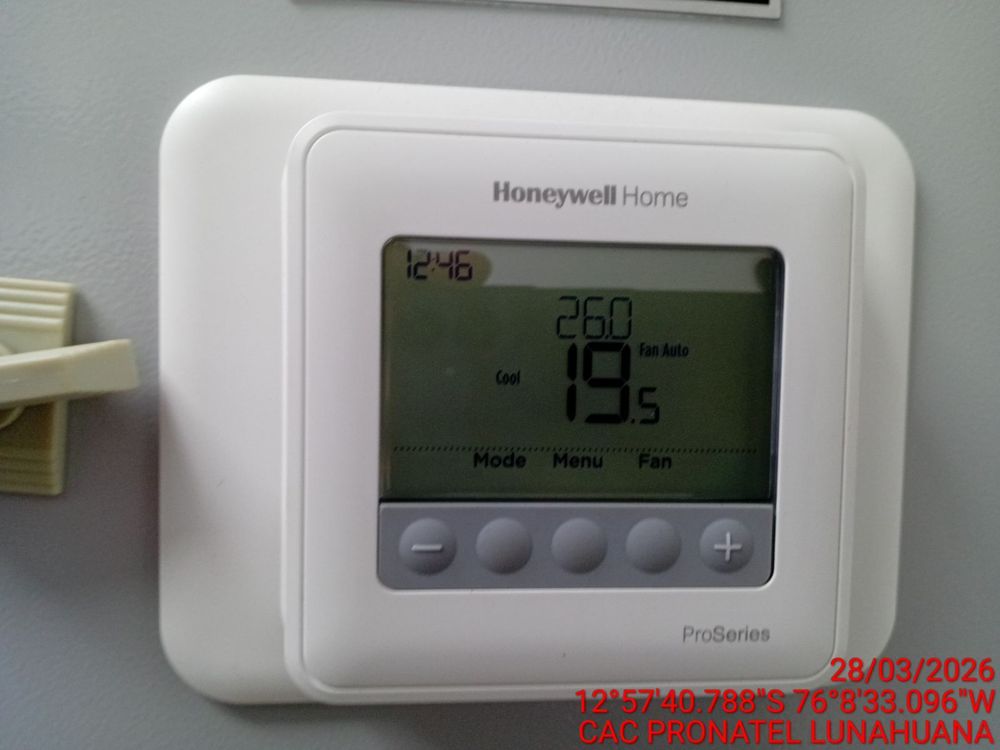 Honeywell Home
12:46
26.0
Fan Auto
Cool
19.5
Mode Menu Fan
− +
ProSeries
28/03/2026
12°57'40.788"S 76°8'33.096"W
CAC PRONATEL LUNAHUANA